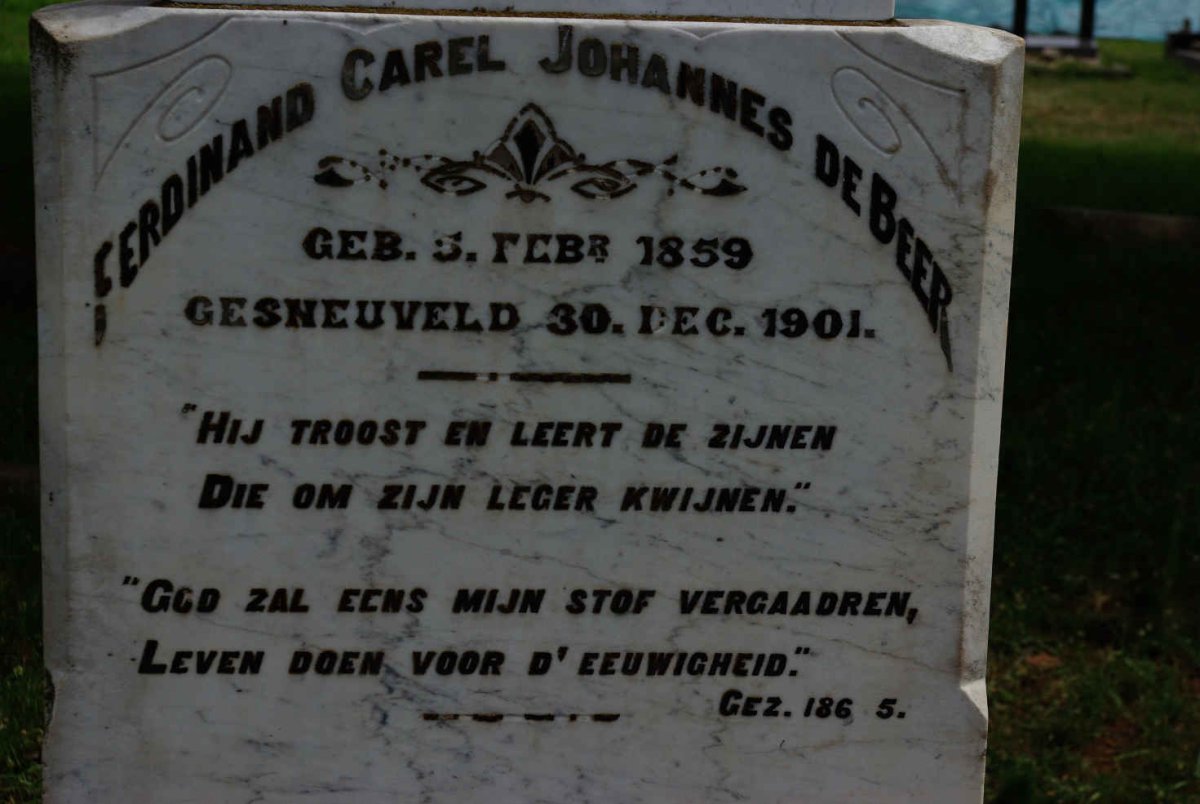 FERDINAND CAREL JOHANNES DE BEER
GEB. 5. FEBR 1859
GESNEUVELD 30. DEC. 1901.
"HIJ TROOST EN LEERT DE ZIJNEN
DIE OM ZIJN LEGER KWIJNEN."
"GOD ZAL EENS MIJN STOF VERGAADREN,
LEVEN DOEN VOOR D' EEUWIGHEID."
GEZ. 186 5.